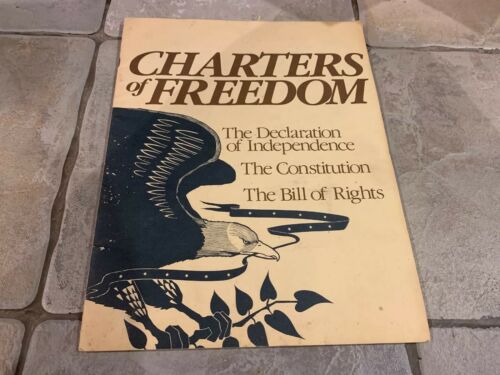 CHARTERS
of FREEDOM
The Declaration
of Independence
The Constitution
The Bill of Rights